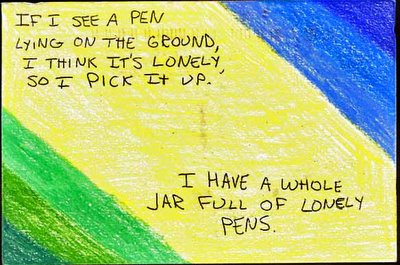 IF I SEE A PEN
LYING ON THE GROUND,
I THINK IT'S LONELY,
SO I PICK IT UP.
I HAVE A WHOLE
JAR FULL OF LONELY
PENS.